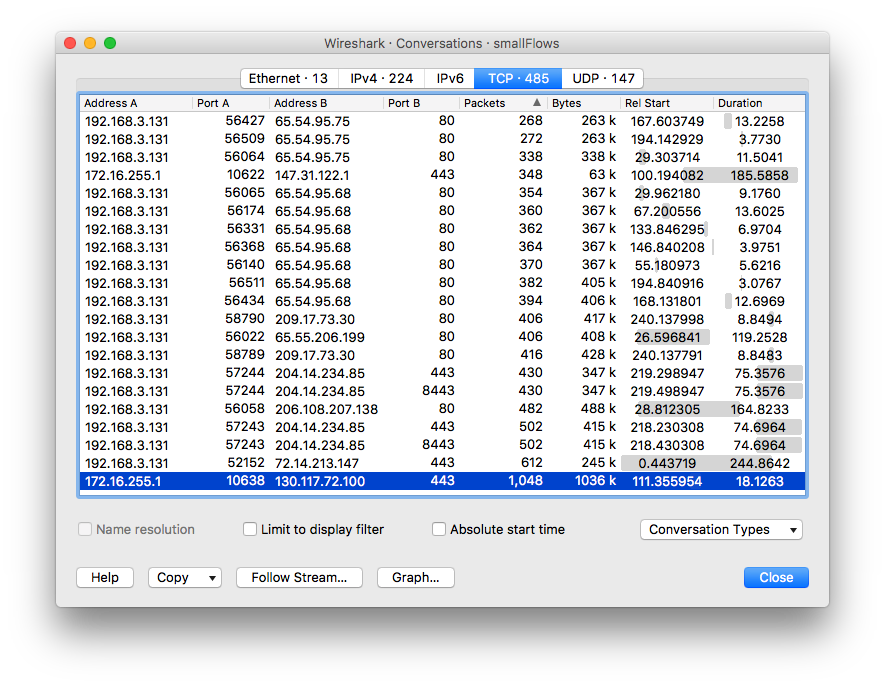 Wireshark · Conversations · smallFlows
Ethernet · 13 IPv4 · 224 IPv6 TCP · 485 UDP · 147
Address A Port A Address B Port B Packets ▲ Bytes Rel Start Duration
192.168.3.131 56427 65.54.95.75 80 268 263 k 167.603749 13.2258
192.168.3.131 56509 65.54.95.75 80 272 263 k 194.142929 3.7730
192.168.3.131 56064 65.54.95.75 80 338 338 k 29.303714 11.5041
172.16.255.1 10622 147.31.122.1 443 348 63 k 100.194082 185.5858
192.168.3.131 56065 65.54.95.68 80 354 367 k 29.962180 9.1760
192.168.3.131 56174 65.54.95.68 80 360 367 k 67.200556 13.6025
192.168.3.131 56331 65.54.95.68 80 362 367 k 133.846295 6.9704
192.168.3.131 56368 65.54.95.68 80 364 367 k 146.840208 3.9751
192.168.3.131 56140 65.54.95.68 80 370 367 k 55.180973 5.6216
192.168.3.131 56511 65.54.95.68 80 382 405 k 194.840916 3.0767
192.168.3.131 56434 65.54.95.68 80 394 406 k 168.131801 12.6969
192.168.3.131 58790 209.17.73.30 80 406 417 k 240.137998 8.8494
192.168.3.131 56022 65.55.206.199 80 406 408 k 26.596841 119.2528
192.168.3.131 58789 209.17.73.30 80 416 428 k 240.137791 8.8483
192.168.3.131 57244 204.14.234.85 443 430 347 k 219.298947 75.3576
192.168.3.131 57244 204.14.234.85 8443 430 347 k 219.498947 75.3576
192.168.3.131 56058 206.108.207.138 80 482 488 k 28.812305 164.8233
192.168.3.131 57243 204.14.234.85 443 502 415 k 218.230308 74.6964
192.168.3.131 57243 204.14.234.85 8443 502 415 k 218.430308 74.6964
192.168.3.131 52152 72.14.213.147 443 612 245 k 0.443719 244.8642
172.16.255.1 10638 130.117.72.100 443 1,048 1036 k 111.355954 18.1263
Name resolution Limit to display filter Absolute start time Conversation Types
Help Copy Follow Stream... Graph... Close